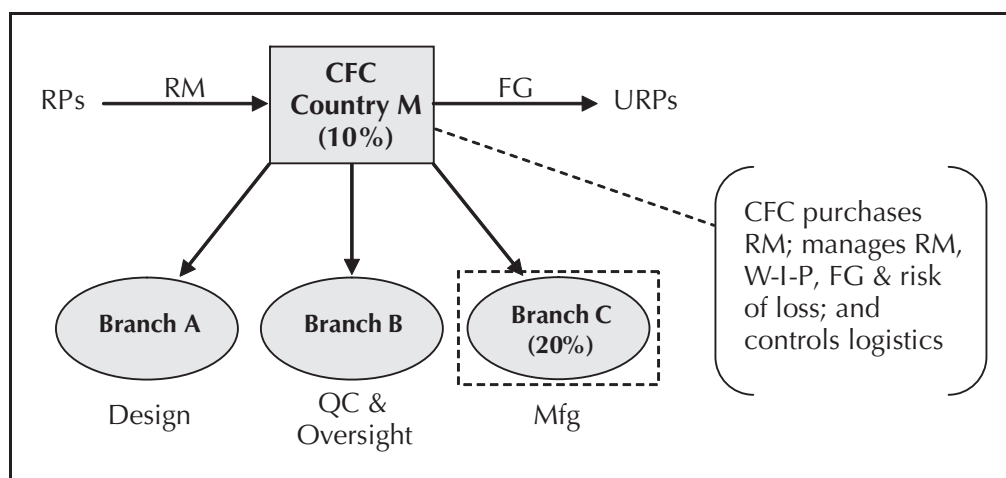 CFC
Country M
(10%)
RPs
RM
FG
URPs
CFC purchases
RM; manages RM,
W-I-P, FG & risk
of loss; and
controls logistics
Branch A
Branch B
Branch C
(20%)
Design
QC &
Oversight
Mfg